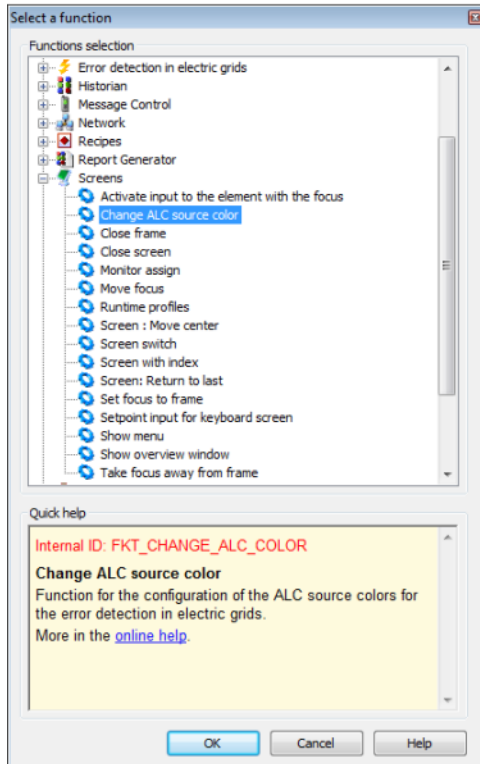 Select a function
Functions selection
Error detection in electric grids
Historian
Message Control
Network
Recipes
Report Generator
Screens
Activate input to the element with the focus
Change ALC source color
Close frame
Close screen
Monitor assign
Move focus
Runtime profiles
Screen : Move center
Screen switch
Screen with index
Screen: Return to last
Set focus to frame
Setpoint input for keyboard screen
Show menu
Show overview window
Take focus away from frame
Quick help
Internal ID: FKT_CHANGE_ALC_COLOR
Change ALC source color
Function for the configuration of the ALC source colors for
the error detection in electric grids.
More in the online help.
OK Cancel Help